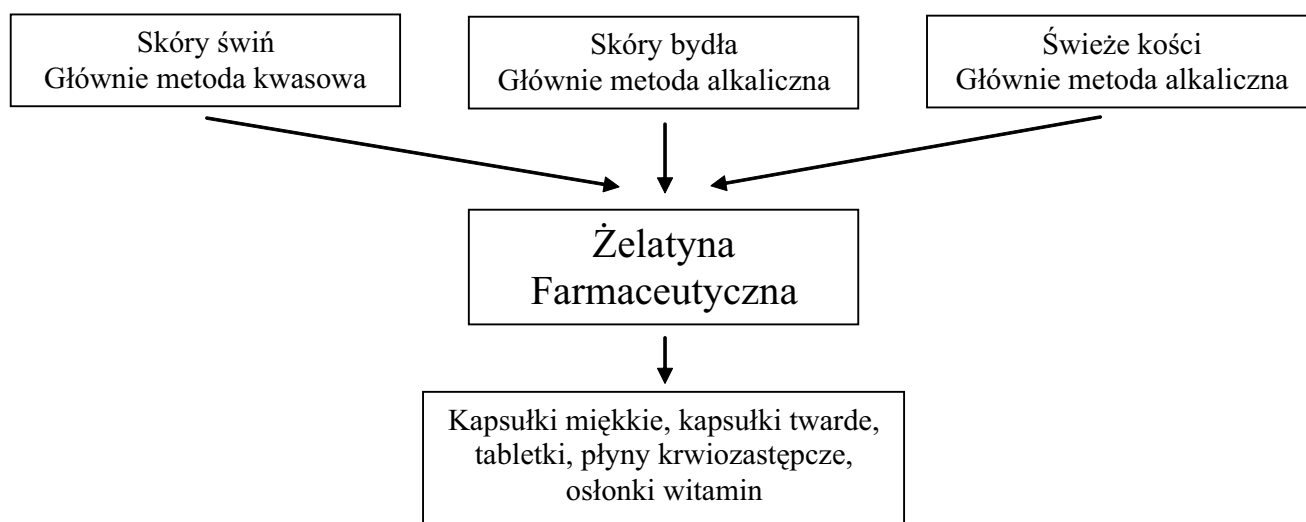 Skóry świń
Głównie metoda kwasowa
Skóry bydła
Głównie metoda alkaliczna
Świeże kości
Głównie metoda alkaliczna
Żelatyna
Farmaceutyczna
Kapsułki miękkie, kapsułki twarde,
tabletki, płyny krwiozastępcze,
osłonki witamin